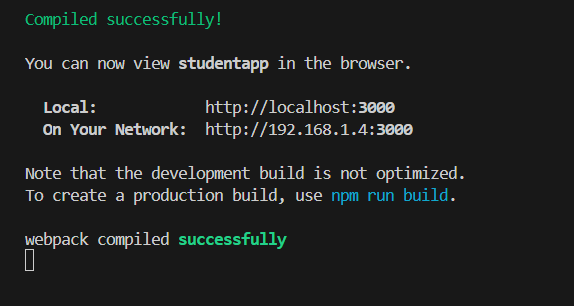 Compiled successfully!
You can now view studentapp in the browser.
Local: http://localhost:3000
On Your Network: http://192.168.1.4:3000
Note that the development build is not optimized.
To create a production build, use npm run build.
webpack compiled successfully